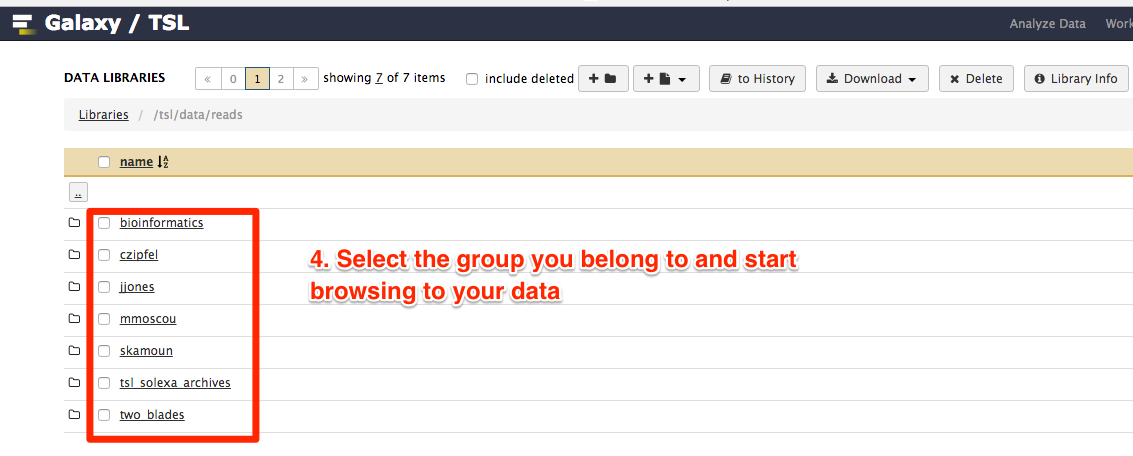 Galaxy / TSL
Analyze Data Work
DATA LIBRARIES « 0 1 2 » showing 7 of 7 items include deleted + + to History Download Delete Library Info
Libraries / /tsl/data/reads
name
..
bioinformatics
czipfel
jjones
mmoscou
skamoun
tsl_solexa_archives
two_blades
4. Select the group you belong to and start
browsing to your data